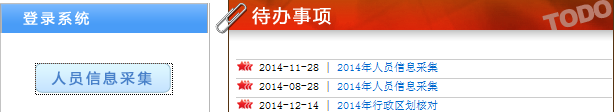 登录系统
人员信息采集
待办事项
TODO
2014-11-28 | 2014年人员信息采集
2014-08-28 | 2014年人员信息采集
2014-12-14 | 2014年行政区划核对